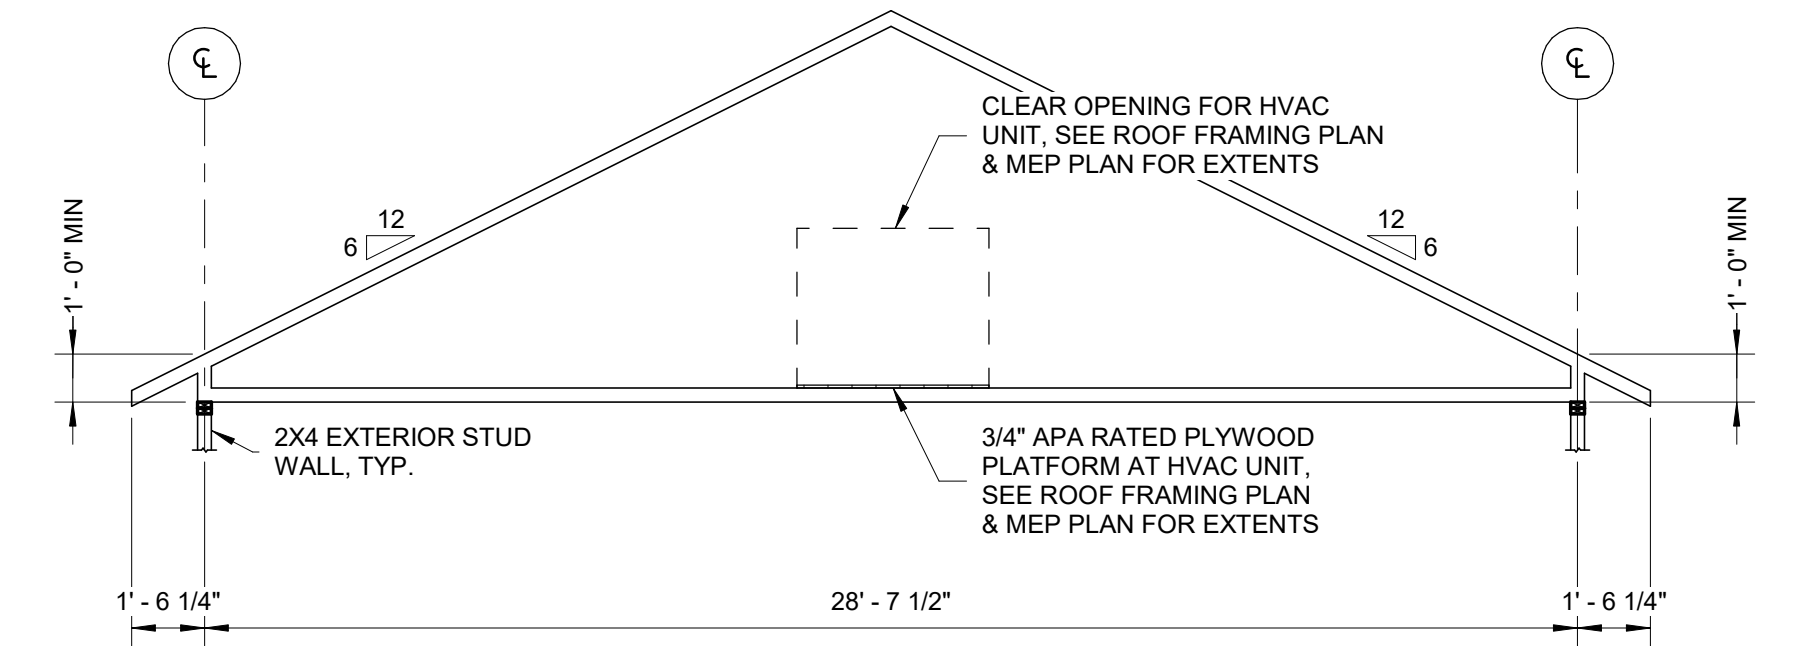 ℄
℄
CLEAR OPENING FOR HVAC
UNIT, SEE ROOF FRAMING PLAN
& MEP PLAN FOR EXTENTS
12
6
12
6
1' - 0" MIN
1' - 0" MIN
2X4 EXTERIOR STUD
WALL, TYP.
3/4" APA RATED PLYWOOD
PLATFORM AT HVAC UNIT,
SEE ROOF FRAMING PLAN
& MEP PLAN FOR EXTENTS
1' - 6 1/4"
28' - 7 1/2"
1' - 6 1/4"